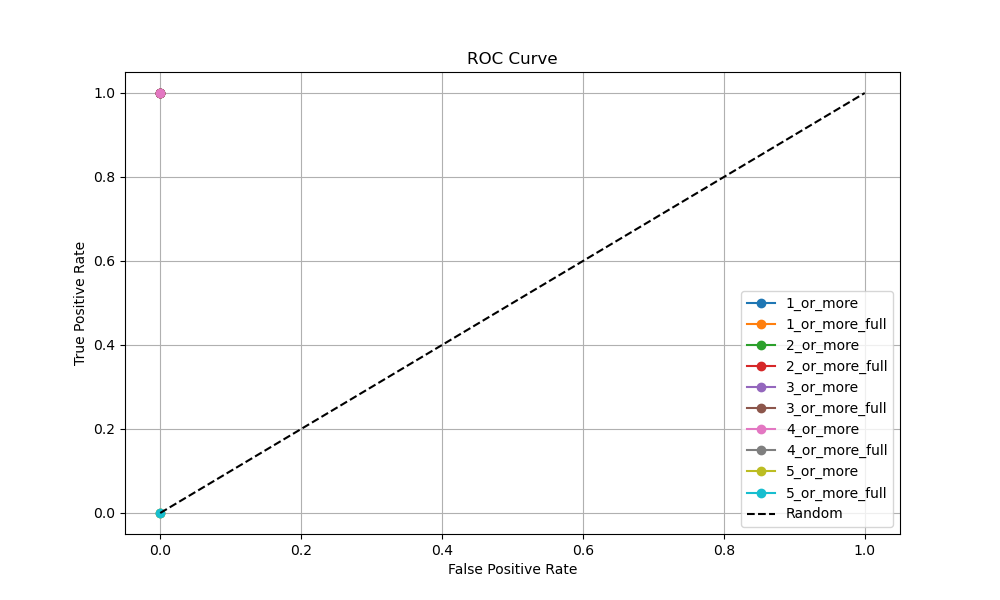 ROC Curve
True Positive Rate
1.0
0.8
0.6
0.4
0.2
0.0
0.0 0.2 0.4 0.6 0.8 1.0
False Positive Rate
1_or_more
1_or_more_full
2_or_more
2_or_more_full
3_or_more
3_or_more_full
4_or_more
4_or_more_full
5_or_more
5_or_more_full
Random